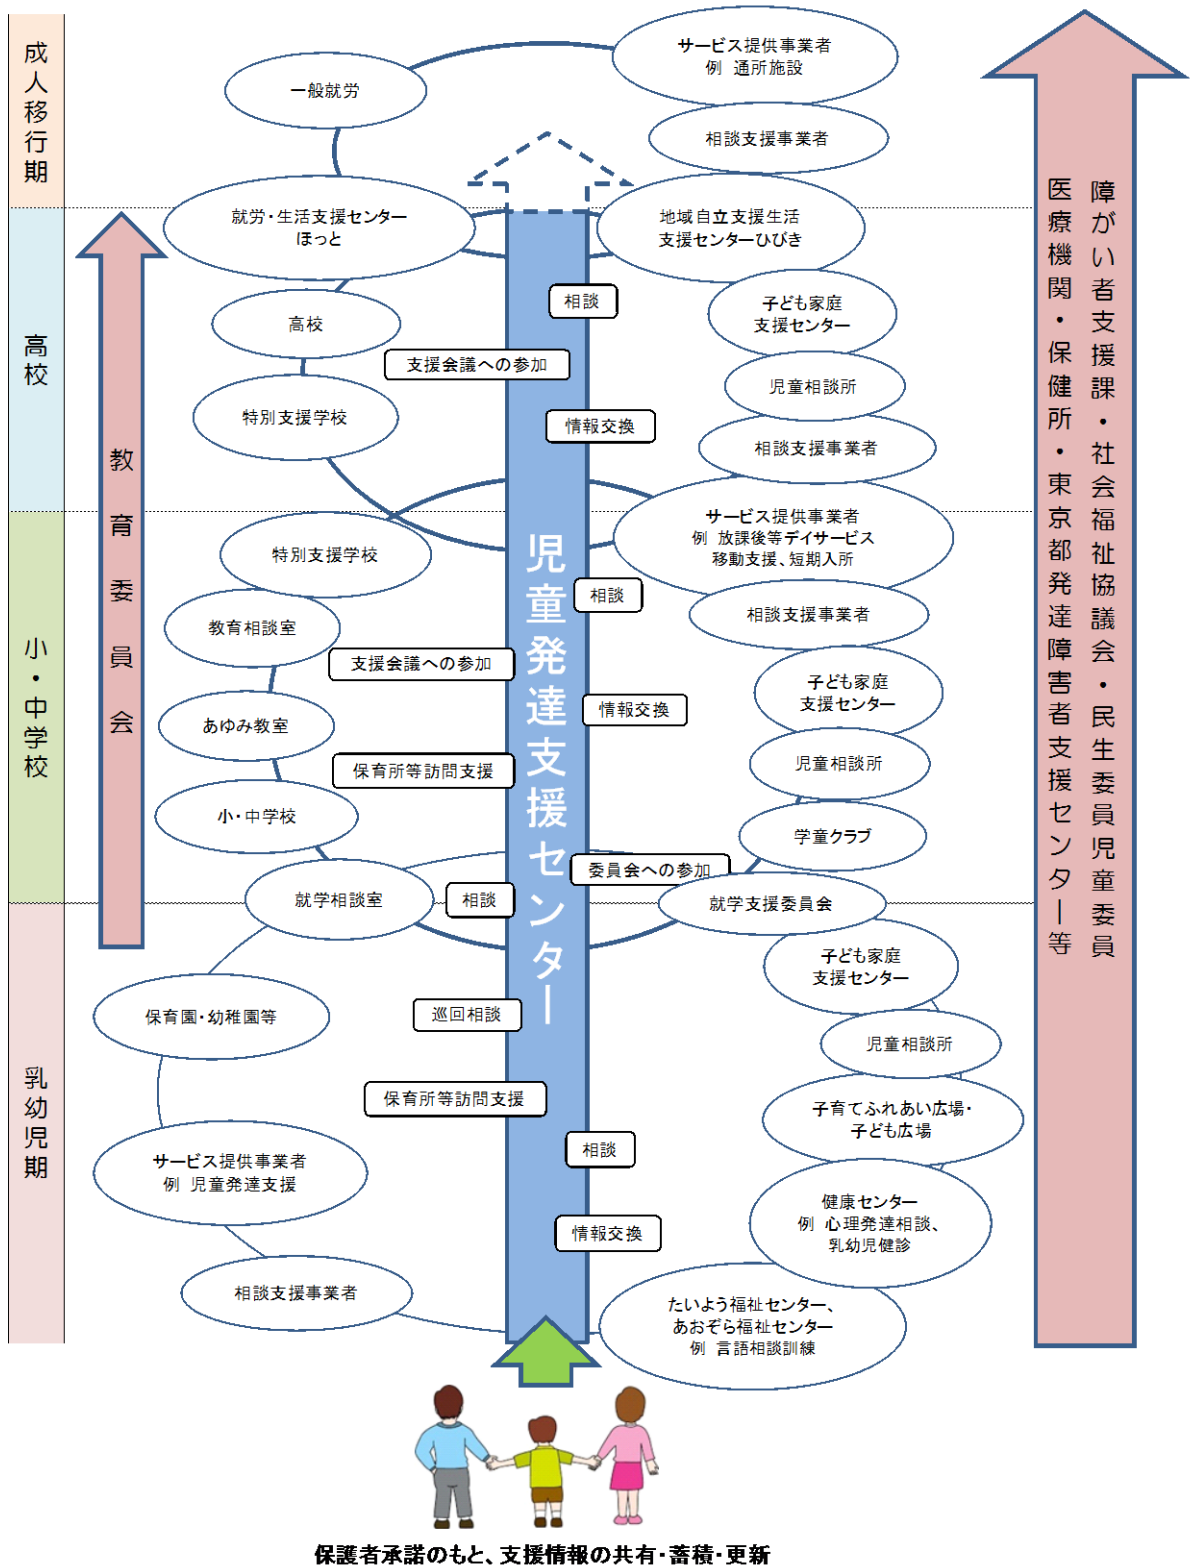 成人移行期
サービス提供事業者
例 通所施設
一般就労
相談支援事業者
就労・生活支援センター
ほっと
地域自立支援生活
支援センターひびき
高校
相談
子ども家庭
支援センター
高校
支援会議への参加
児童相談所
特別支援学校
情報交換
相談支援事業者
サービス提供事業者
例 放課後等デイサービス
移動支援、短期入所
小・中学校
特別支援学校
相談
相談支援事業者
教育相談室
支援会議への参加
子ども家庭
支援センター
あゆみ教室
情報交換
保育所等訪問支援
児童相談所
小・中学校
学童クラブ
委員会への参加
就学相談室
相談
就学支援委員会
乳幼児期
子ども家庭
支援センター
保育園・幼稚園等
巡回相談
児童相談所
保育所等訪問支援
子育てふれあい広場・
子ども広場
サービス提供事業者
例 児童発達支援
相談
健康センター
例 心理発達相談、
乳幼児健診
情報交換
相談支援事業者
たいよう福祉センター、
あおぞら福祉センター
例 言語相談訓練
教育委員会
児童発達支援センター
障がい者支援課・社会福祉協議会・民生委員児童委員
医療機関・保健所・東京都発達障害者支援センター等
保護者承諾のもと、支援情報の共有・蓄積・更新